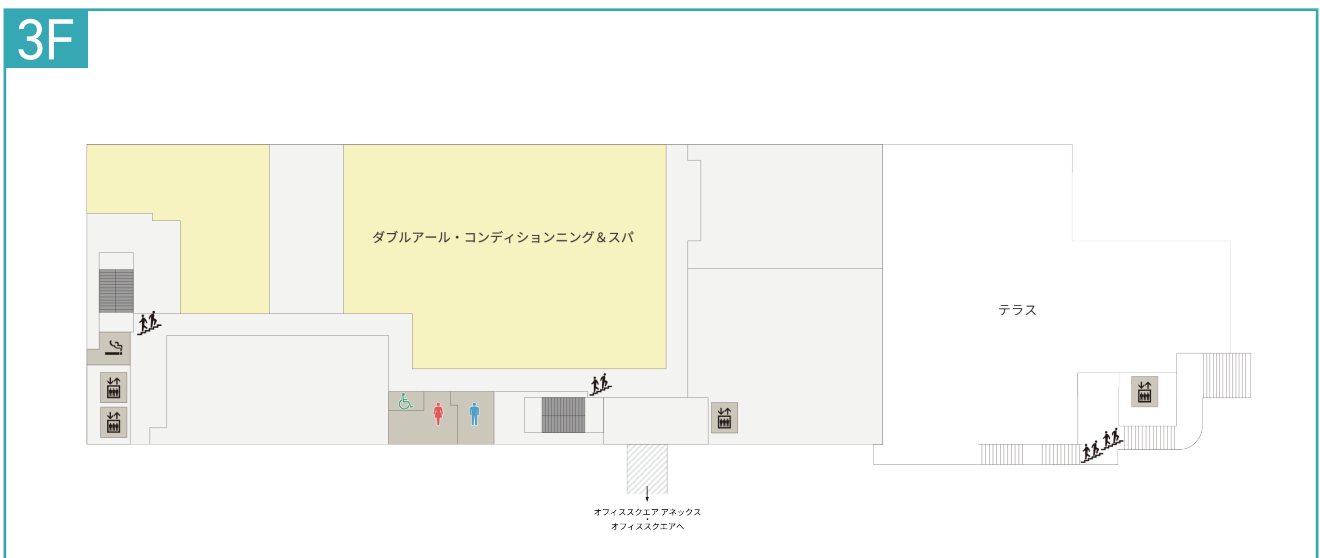 3F
ダブルアール・コンディションニング＆スパ
テラス
オフィススクエア アネックス
・
オフィススクエアへ